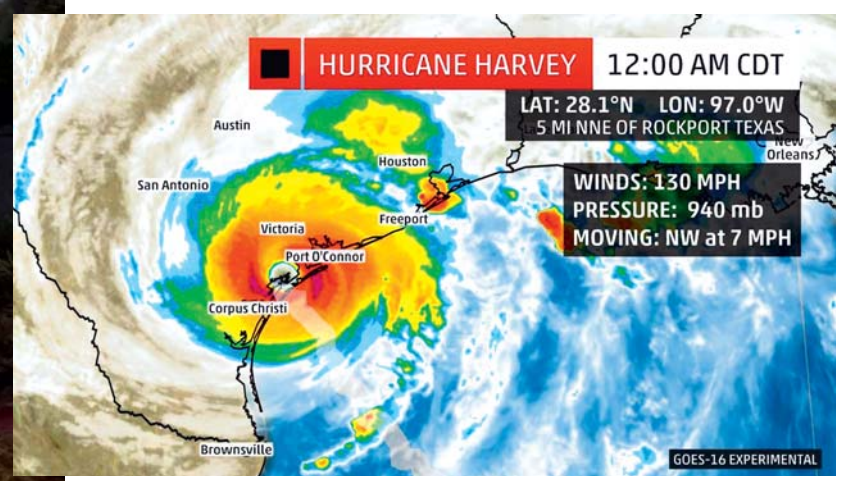 HURRICANE HARVEY
12:00 AM CDT
LAT: 28.1°N LON: 97.0°W
5 MI NNE OF ROCKPORT TEXAS
New
Orleans
Austin
Houston
WINDS: 130 MPH
PRESSURE: 940 mb
MOVING: NW at 7 MPH
San Antonio
Victoria
Freeport
Port O'Connor
Corpus Christi
Brownsville
GOES-16 EXPERIMENTAL